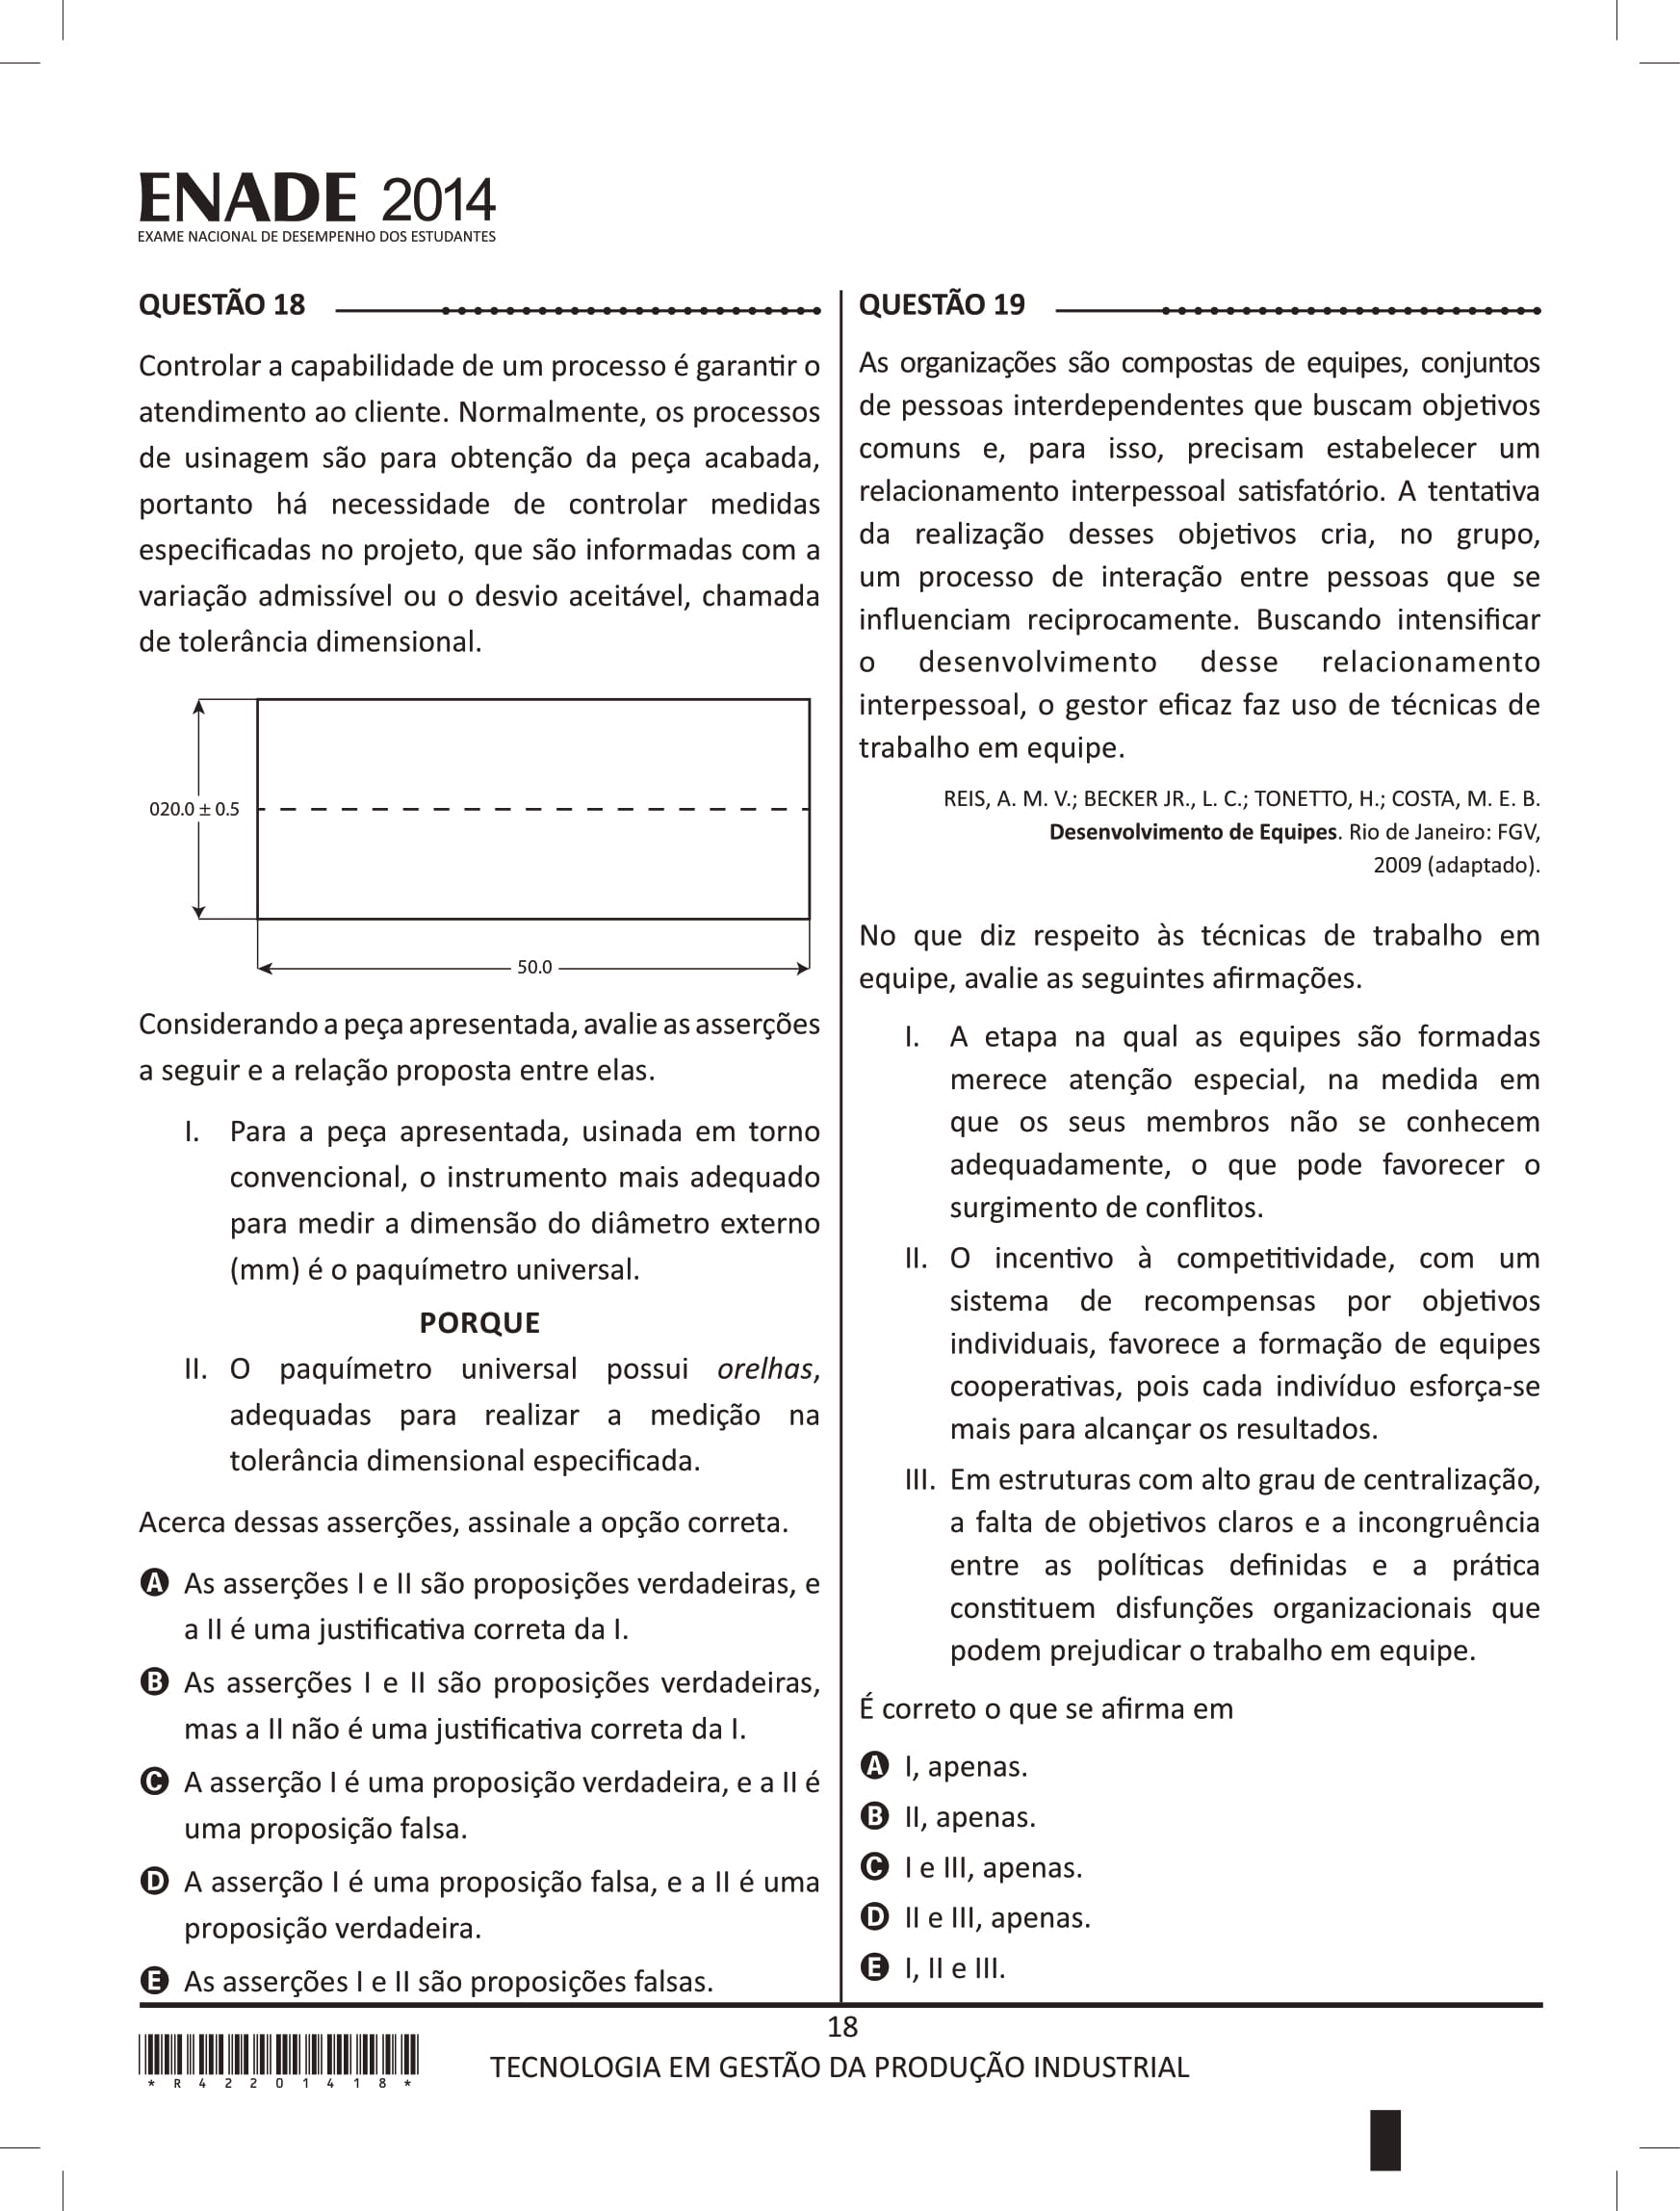 ENADE 2014
EXAME NACIONAL DE DESEMPENHO DOS ESTUDANTES
QUESTÃO 18
Controlar a capabilidade de um processo é garantir o
atendimento ao cliente. Normalmente, os processos
de usinagem são para obtenção da peça acabada,
portanto há necessidade de controlar medidas
especificadas no projeto, que são informadas com a
variação admissível ou o desvio aceitável, chamada
de tolerância dimensional.
020.0 ± 0.5
50.0
Considerando a peça apresentada, avalie as asserções
a seguir e a relação proposta entre elas.
I. Para a peça apresentada, usinada em torno
convencional, o instrumento mais adequado
para medir a dimensão do diâmetro externo
(mm) é o paquímetro universal.
PORQUE
II. O paquímetro universal possui orelhas,
adequadas para realizar a medição na
tolerância dimensional especificada.
Acerca dessas asserções, assinale a opção correta.
A As asserções I e II são proposições verdadeiras, e
a II é uma justificativa correta da I.
B As asserções I e II são proposições verdadeiras,
mas a II não é uma justificativa correta da I.
C A asserção I é uma proposição verdadeira, e a II é
uma proposição falsa.
D A asserção I é uma proposição falsa, e a II é uma
proposição verdadeira.
E As asserções I e II são proposições falsas.
QUESTÃO 19
As organizações são compostas de equipes, conjuntos
de pessoas interdependentes que buscam objetivos
comuns e, para isso, precisam estabelecer um
relacionamento interpessoal satisfatório. A tentativa
da realização desses objetivos cria, no grupo,
um processo de interação entre pessoas que se
influenciam reciprocamente. Buscando intensificar
o desenvolvimento desse relacionamento
interpessoal, o gestor eficaz faz uso de técnicas de
trabalho em equipe.
REIS, A. M. V.; BECKER JR., L. C.; TONETTO, H.; COSTA, M. E. B.
Desenvolvimento de Equipes. Rio de Janeiro: FGV,
2009 (adaptado).
No que diz respeito às técnicas de trabalho em
equipe, avalie as seguintes afirmações.
I. A etapa na qual as equipes são formadas
merece atenção especial, na medida em
que os seus membros não se conhecem
adequadamente, o que pode favorecer o
surgimento de conflitos.
II. O incentivo à competitividade, com um
sistema de recompensas por objetivos
individuais, favorece a formação de equipes
cooperativas, pois cada indivíduo esforça-se
mais para alcançar os resultados.
III. Em estruturas com alto grau de centralização,
a falta de objetivos claros e a incongruência
entre as políticas definidas e a prática
constituem disfunções organizacionais que
podem prejudicar o trabalho em equipe.
É correto o que se afirma em
A I, apenas.
B II, apenas.
C I e III, apenas.
D II e III, apenas.
E I, II e III.
18
TECNOLOGIA EM GESTÃO DA PRODUÇÃO INDUSTRIAL
* R 4 2 2 0 1 4 1 8 *